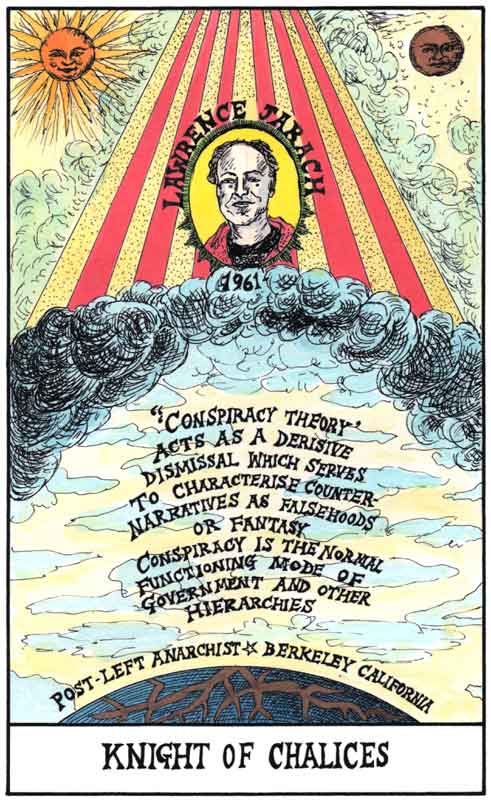 LAWRENCE JARACH
1961
“CONSPIRACY THEORY’
ACTS AS A DERISIVE
DISMISSAL WHICH SERVES
TO CHARACTERISE COUNTER-
NARRATIVES AS FALSEHOODS
OR FANTASY
CONSPIRACY IS THE NORMAL
FUNCTIONING MODE OF
GOVERNMENT AND OTHER
HIERARCHIES
POST-LEFT ANARCHIST ☆ BERKELEY CALIFORNIA
KNIGHT OF CHALICES